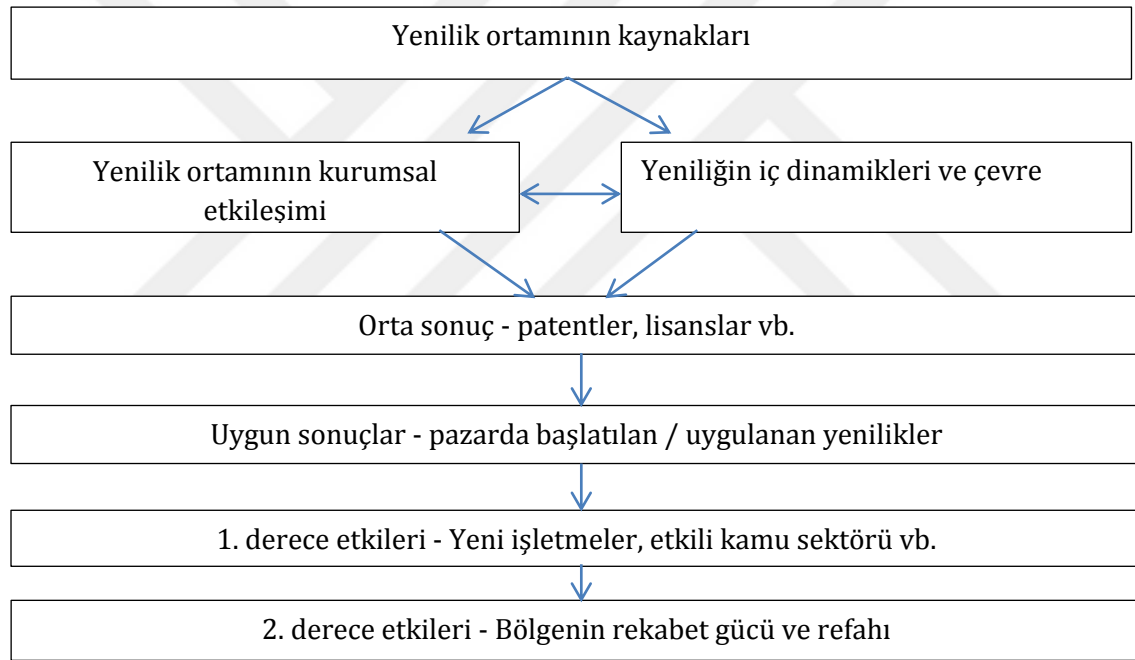 Yenilik ortamının kaynakları
Yenilik ortamının kurumsal
etkileşimi
Yeniliğin iç dinamikleri ve çevre
Orta sonuç - patentler, lisanslar vb.
Uygun sonuçlar - pazarda başlatılan / uygulanan yenilikler
1. derece etkileri - Yeni işletmeler, etkili kamu sektörü vb.
2. derece etkileri - Bölgenin rekabet gücü ve refahı